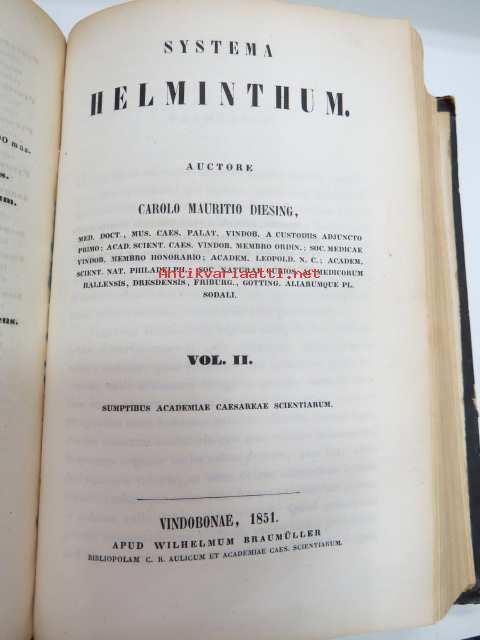 SYSTEMA
HELMINTHUM.
AUCTORE
CAROLO MAURITIO DIESING,
MED. DOCT., MUS. CAES. PALAT. VINDOB. A CUSTODIIS ADJUNCTO
PRIMO; ACAD. SCIENT. CAES. VINDOB. MEMBRO ORDIN.; SOC. MEDICAE
VINDOB. MEMBRO HONORARIO; ACADEM. LEOPOLD. N. C.; ACADEM.
SCIENT. NAT. PHILADELPH.; SOC. NATURAE CURIOS. AC MEDICORUM
Antikvariaatti.net
HALLENSIS, DRESDENSIS, FRIBURG., GOTTING. ALIARUMQUE PL.
SODALI.
VOL. II.
SUMPTIBUS ACADEMIAE CAESAREAE SCIENTIARUM.
VINDOBONAE, 1851.
APUD WILHELMUM BRAUMÜLLER
BIBLIOPOLAM C. R. AULICUM ET ACADEMIAE CAES. SCIENTIARUM.